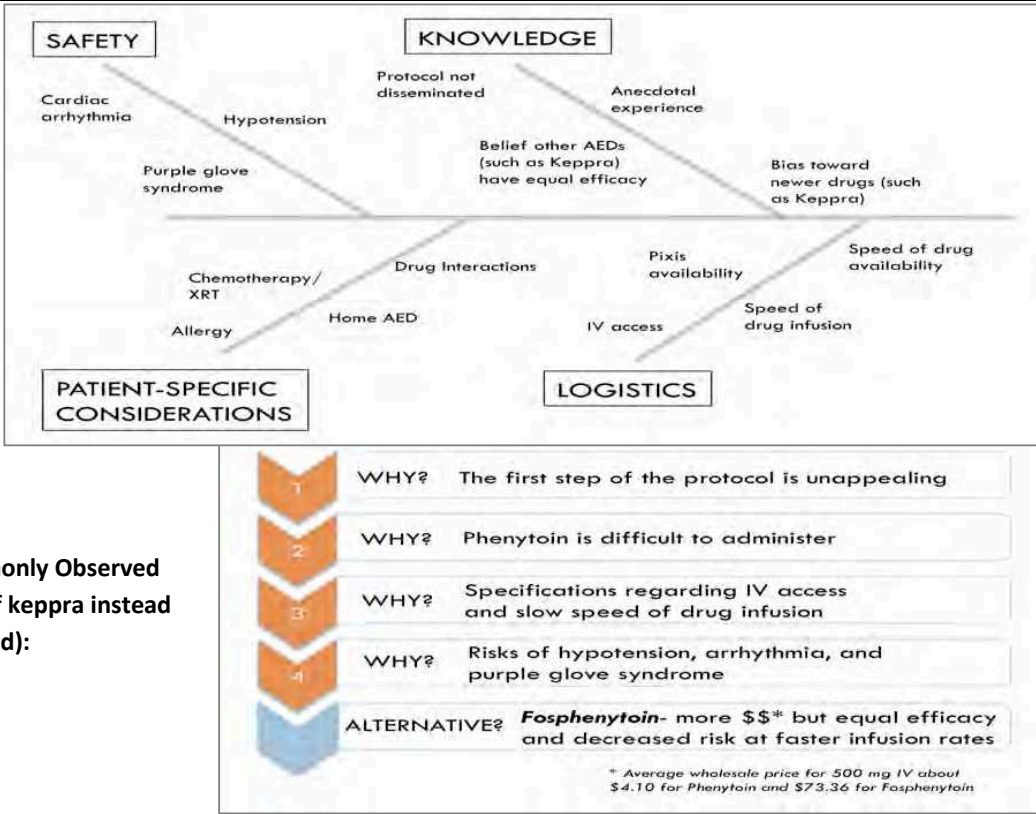 SAFETY
KNOWLEDGE
Cardiac
arrhythmia
Hypotension
Purple glove
syndrome
Protocol not
disseminated
Anecdotal
experience
Belief other AEDs
(such as Keppra)
have equal efficacy
Bias toward
newer drugs (such
as Keppra)
Chemotherapy/
XRT
Drug Interactions
Allergy
Home AED
Pixis
availability
Speed of drug
availability
IV access
Speed of
drug infusion
PATIENT-SPECIFIC
CONSIDERATIONS
LOGISTICS
only Observed
keppra instead
d):
1 WHY? The first step of the protocol is unappealing
2 WHY? Phenytoin is difficult to administer
3 WHY? Specifications regarding IV access
and slow speed of drug infusion
4 WHY? Risks of hypotension, arrhythmia, and
purple glove syndrome
ALTERNATIVE? Fosphenytoin- more $$* but equal efficacy
and decreased risk at faster infusion rates
* Average wholesale price for 500 mg IV about
$4.10 for Phenytoin and $73.36 for Fosphenytoin